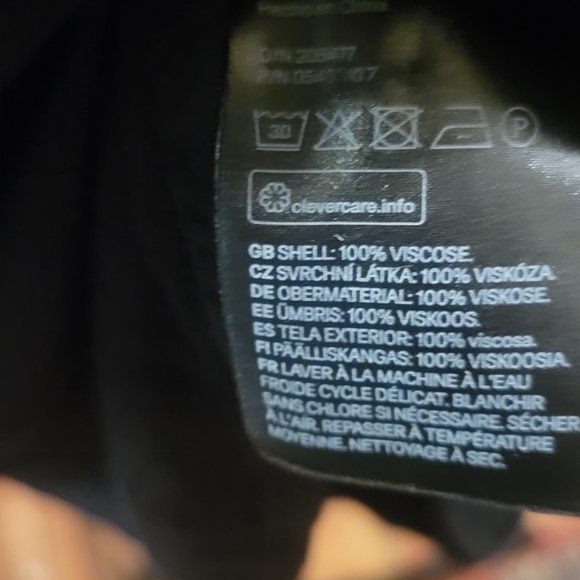 30
P
clevercare.info
GB SHELL: 100% VISCOSE.
CZ SVRCHNÍ LÁTKA: 100% VISKÓZA.
DE OBERMATERIAL: 100% VISKOSE.
EE ÜMBRIS: 100% VISKOOS.
ES TELA EXTERIOR: 100% viscosa.
FI PÄÄLLISKANGAS: 100% VISKOOSIA.
FR LAVER À LA MACHINE À L'EAU
FROIDE CYCLE DÉLICAT. BLANCHIR
SANS CHLORE SI NÉCESSAIRE. SÉCHER
À L'AIR. REPASSER À TEMPÉRATURE
MOYENNE. NETTOYAGE À SEC.